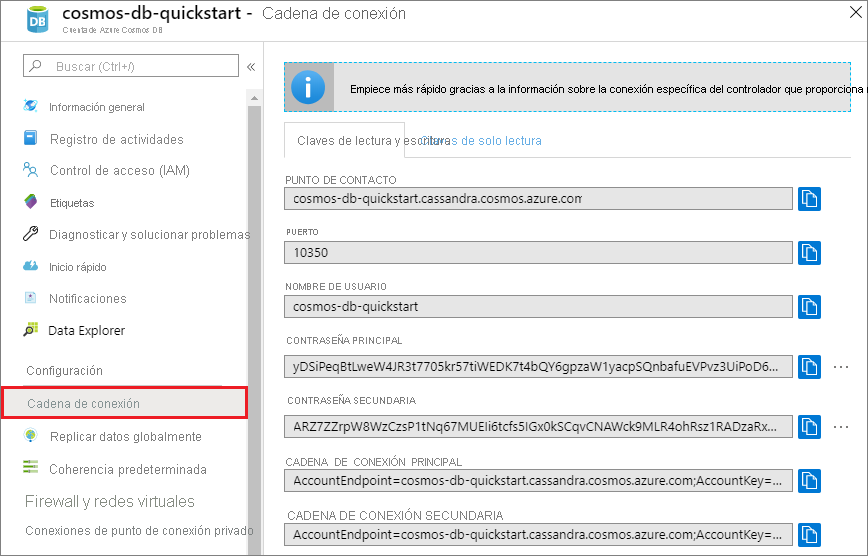 cosmos-db-quickstart - Cadena de conexión
Cuenta de Azure Cosmos DB
Buscar (Ctrl+/)
Información general
Registro de actividades
Control de acceso (IAM)
Etiquetas
Diagnosticar y solucionar problemas
Inicio rápido
Notificaciones
Data Explorer
Configuración
Cadena de conexión
Replicar datos globalmente
Coherencia predeterminada
Firewall y redes virtuales
Conexiones de punto de conexión privado
Empiece más rápido gracias a la información sobre la conexión específica del controlador que proporciona
Claves de lectura y escritura
Claves de solo lectura
PUNTO DE CONTACTO
cosmos-db-quickstart.cassandra.cosmos.azure.com
PUERTO
10350
NOMBRE DE USUARIO
cosmos-db-quickstart
CONTRASEÑA PRINCIPAL
yDSiPeqBtLweW4JR3t7705kr57tiWEDK7t4bQY6gpzaW1yacpSQnbafuEVPvz3UiPoD6...
CONTRASEÑA SECUNDARIA
ARZ7ZZrpW8WzCzsP1tNq67MUEIi6tcfs5IGx0kSCqvCNAWck9MLR4ohRsz1RADzaRx...
CADENA DE CONEXIÓN PRINCIPAL
AccountEndpoint=cosmos-db-quickstart.cassandra.cosmos.azure.com;AccountKey=...
CADENA DE CONEXIÓN SECUNDARIA
AccountEndpoint=cosmos-db-quickstart.cassandra.cosmos.azure.com;AccountKey=...